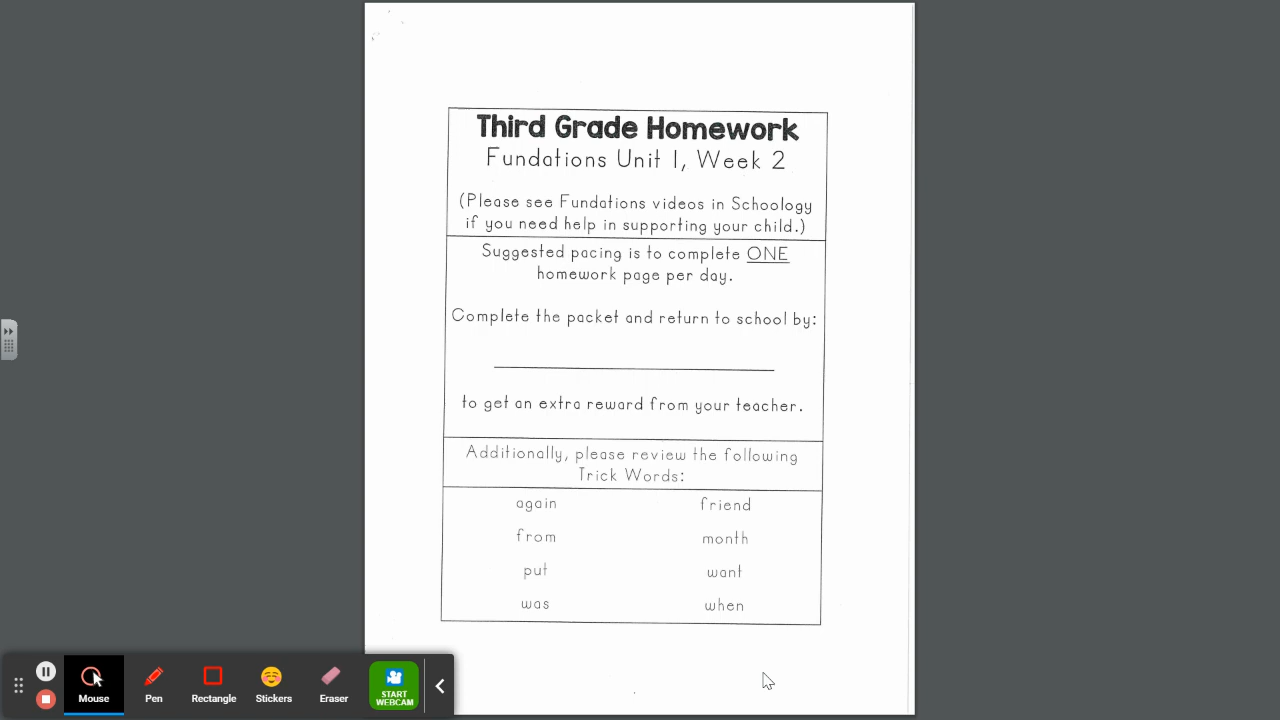 Third Grade Homework
Fundations Unit 1, Week 2
(Please see Fundations videos in Schoology
if you need help in supporting your child.)
Suggested pacing is to complete ONE
homework page per day.
Complete the packet and return to school by:
to get an extra reward from your teacher.
Additionally, please review the following
Trick Words:
again friend
from month
put want
was when
Mouse Pen Rectangle Stickers Eraser START
WEBCAM